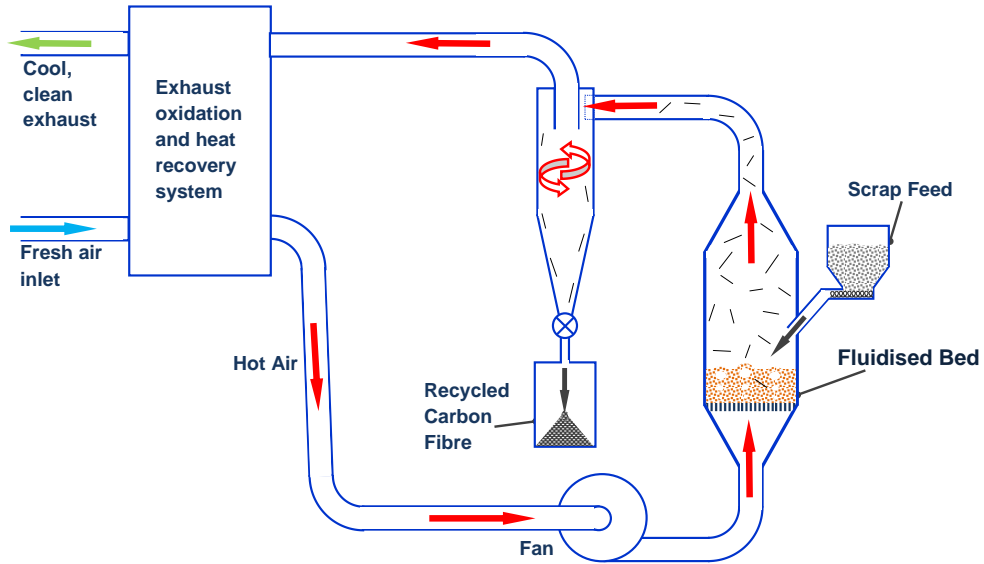 Cool,
clean
exhaust
Exhaust
oxidation
and heat
recovery
system
Scrap Feed
Fresh air
inlet
Hot Air
Fluidised Bed
Recycled
Carbon
Fibre
Fan